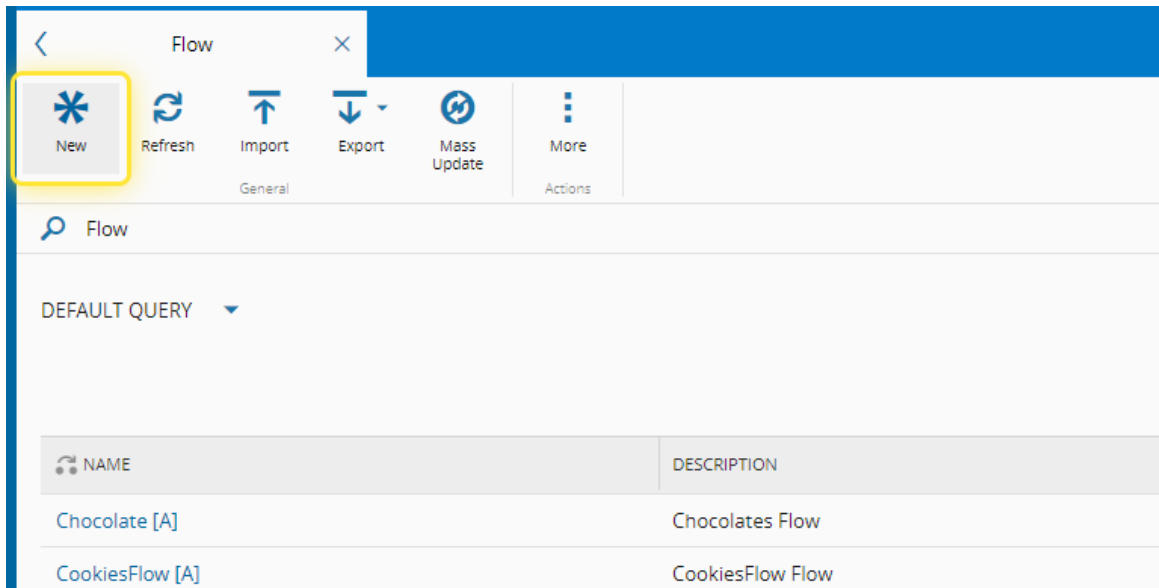 Flow
New
Refresh
Import
Export
Mass
Update
More
General
Actions
Flow
DEFAULT QUERY
NAME
DESCRIPTION
Chocolate [A]
Chocolates Flow
CookiesFlow [A]
CookiesFlow Flow